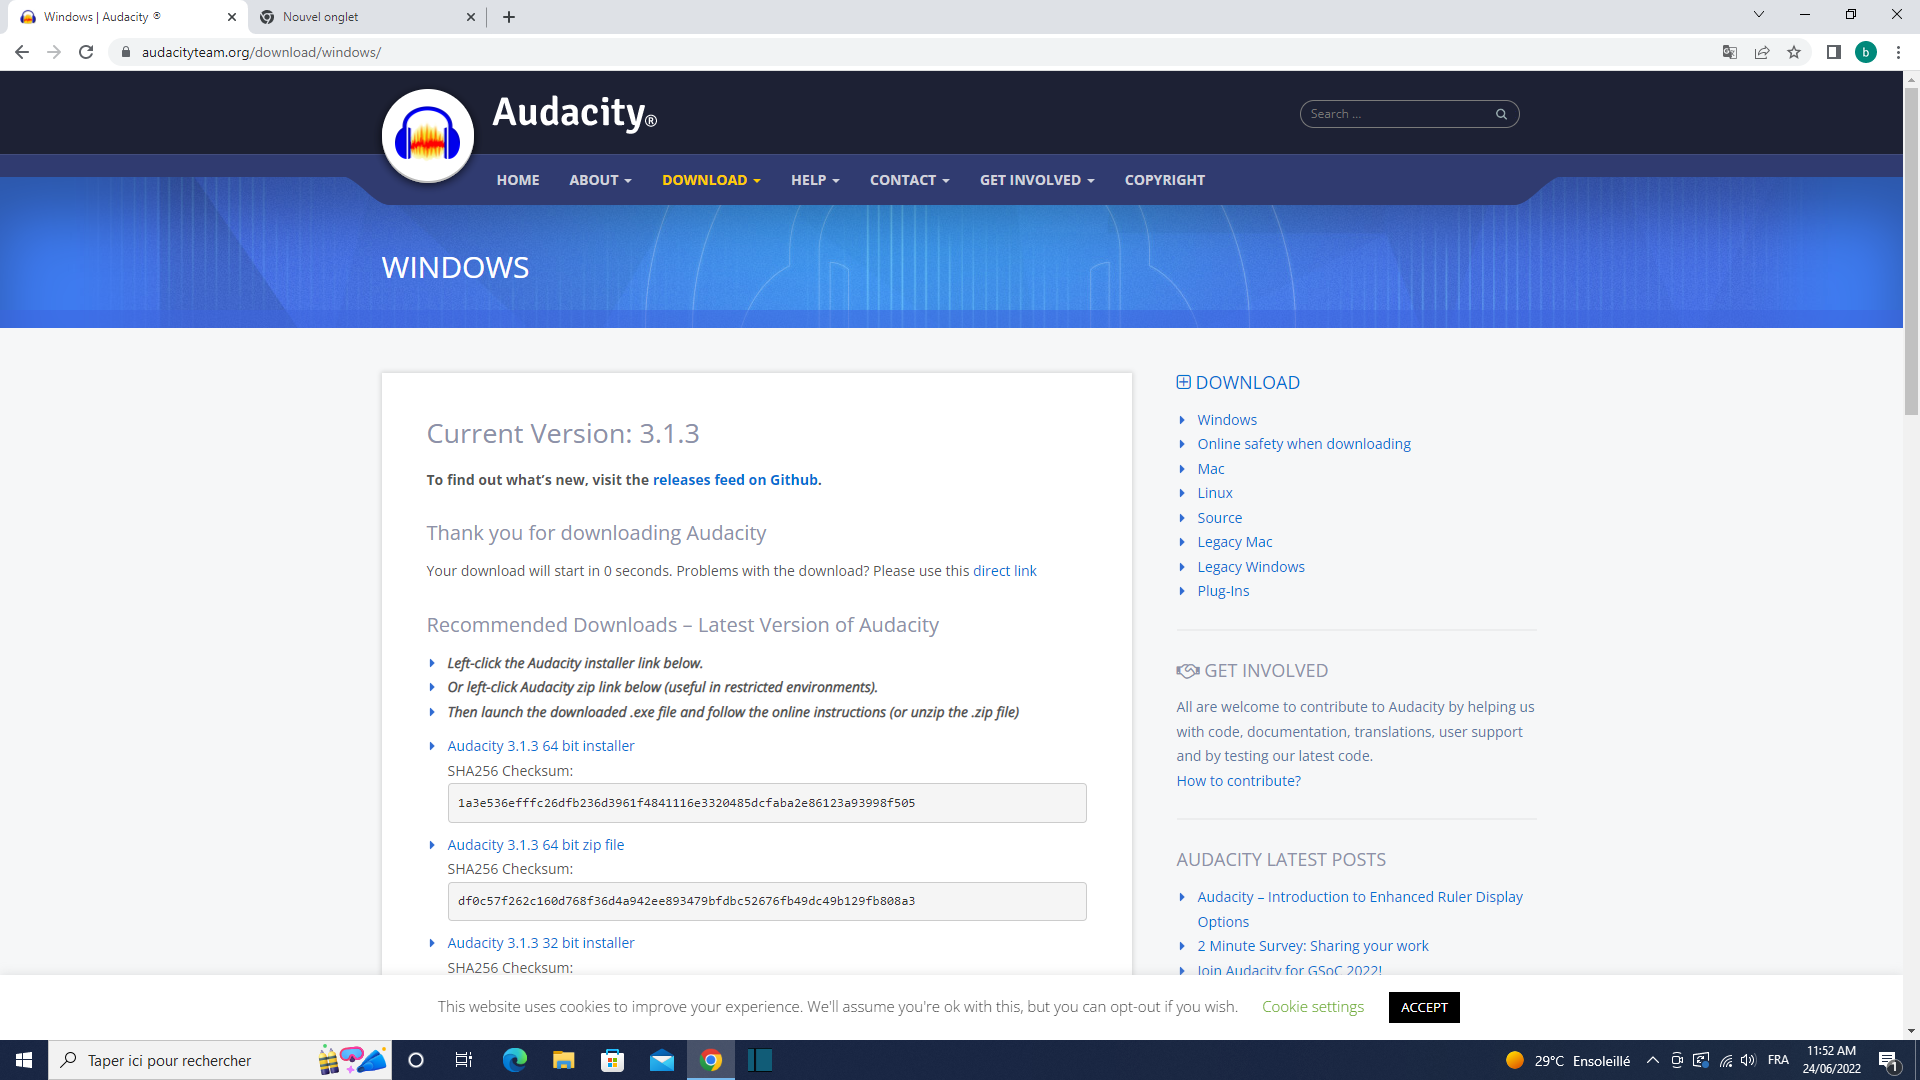 Windows | Audacity ®
Nouvel onglet
audacityteam.org/download/windows/
b
Audacity®
Search ...
HOME
ABOUT
DOWNLOAD
HELP
CONTACT
GET INVOLVED
COPYRIGHT
WINDOWS
Current Version: 3.1.3
To find out what’s new, visit the releases feed on Github.
Thank you for downloading Audacity
Your download will start in 0 seconds. Problems with the download? Please use this direct link
Recommended Downloads – Latest Version of Audacity
Left-click the Audacity installer link below.
Or left-click Audacity zip link below (useful in restricted environments).
Then launch the downloaded .exe file and follow the online instructions (or unzip the .zip file)
Audacity 3.1.3 64 bit installer
SHA256 Checksum:
1a3e536efffc26dfb236d3961f4841116e3320485dcfaba2e86123a93998f505
Audacity 3.1.3 64 bit zip file
SHA256 Checksum:
df0c57f262c160d768f36d4a942ee893479bfdbc52676fb49dc49b129fb808a3
Audacity 3.1.3 32 bit installer
SHA256 Checksum:
DOWNLOAD
Windows
Online safety when downloading
Mac
Linux
Source
Legacy Mac
Legacy Windows
Plug-Ins
GET INVOLVED
All are welcome to contribute to Audacity by helping us
with code, documentation, translations, user support
and by testing our latest code.
How to contribute?
AUDACITY LATEST POSTS
Audacity – Introduction to Enhanced Ruler Display
Options
2 Minute Survey: Sharing your work
Join Audacity for GSoC 2022!
This website uses cookies to improve your experience. We'll assume you're ok with this, but you can opt-out if you wish.
Cookie settings
ACCEPT
Taper ici pour rechercher
29°C Ensoleillé
FRA
11:52 AM
24/06/2022
1